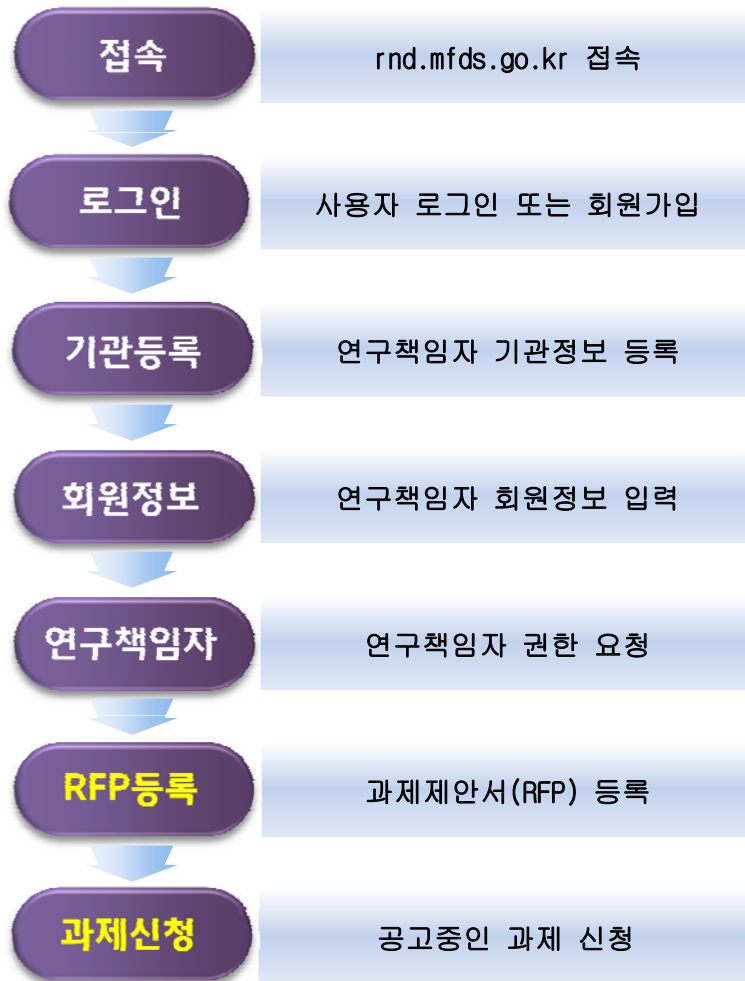 접속
rnd.mfds.go.kr 접속
로그인
사용자 로그인 또는 회원가입
기관등록
연구책임자 기관정보 등록
회원정보
연구책임자 회원정보 입력
연구책임자
연구책임자 권한 요청
RFP등록
과제제안서(RFP) 등록
과제신청
공고중인 과제 신청